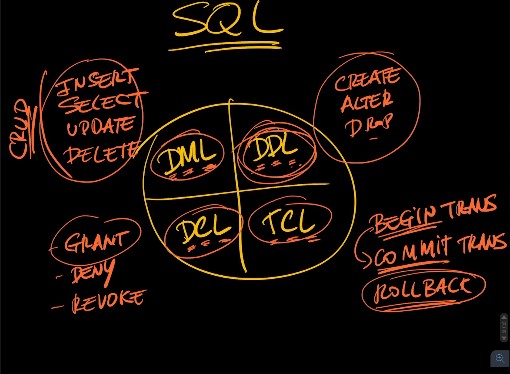 SQL
CRUD
INSERT
SELECT
UPDATE
DELETE
CREATE
ALTER
DROP
DML
DDL
DCL
TCL
- GRANT
- DENY
- REVOKE
BEGIN TRANS
COMMIT TRANS
ROLLBACK